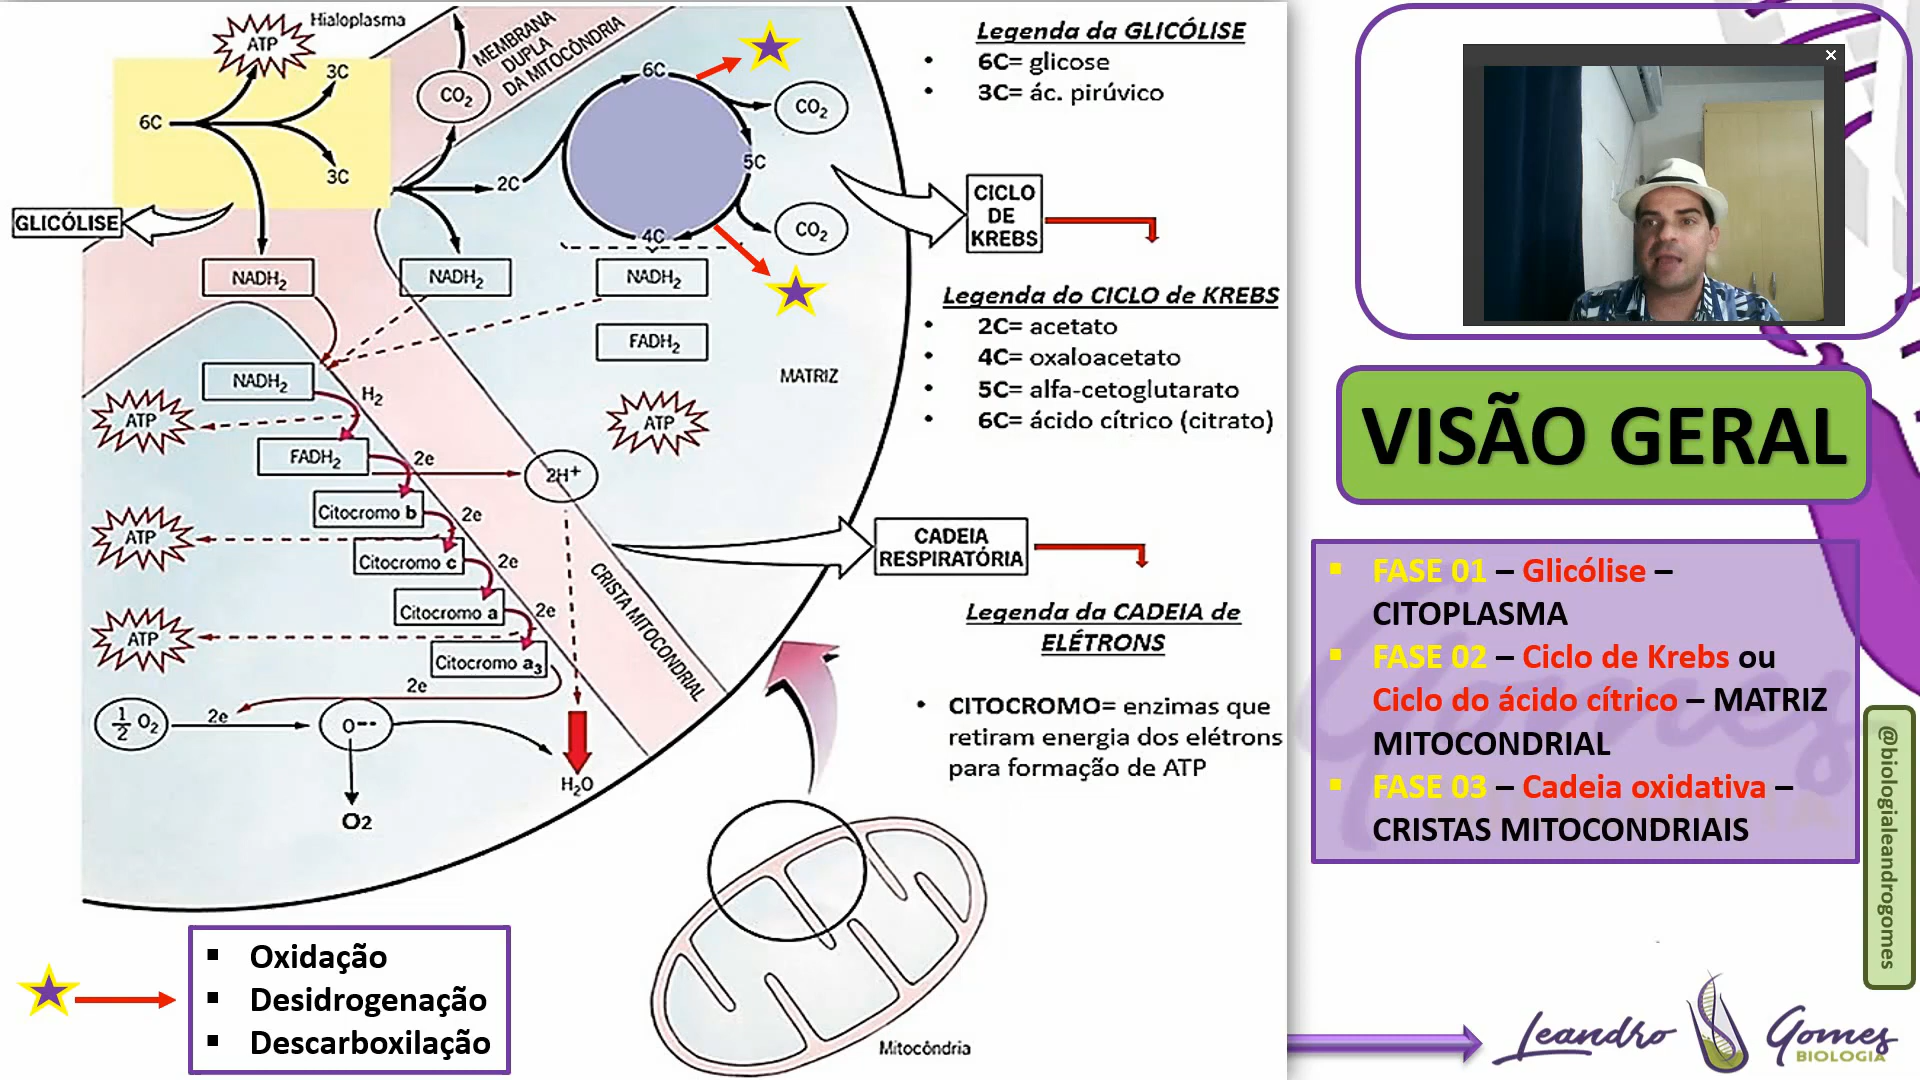 Hialoplasma
ATP
3C
6C
3C
GLICÓLISE
NADH2
CO2
MEMBRANA
DUPLA
DA MITOCÔNDRIA
2C
NADH2
6C
CO2
5C
CO2
4C
NADH2
FADH2
MATRIZ
ATP
CICLO
DE
KREBS
NADH2
H2
ATP
FADH2
2e
2H+
Citocromo b
2e
ATP
Citocromo c
2e
Citocromo a
2e
ATP
Citocromo a3
2e
½ O2
2e
O--
O2
H2O
CRISTA MITOCONDRIAL
CADEIA
RESPIRATÓRIA
Mitocôndria
Legenda da GLICÓLISE
• 6C= glicose
• 3C= ác. pirúvico
Legenda do CICLO de KREBS
• 2C= acetato
• 4C= oxaloacetato
• 5C= alfa-cetoglutarato
• 6C= ácido cítrico (citrato)
Legenda da CADEIA de
ELÉTRONS
• CITOCROMO= enzimas que
retiram energia dos elétrons
para formação de ATP
▪ Oxidação
▪ Desidrogenação
▪ Descarboxilação
VISÃO GERAL
▪ FASE 01 – Glicólise –
CITOPLASMA
▪ FASE 02 – Ciclo de Krebs ou
Ciclo do ácido cítrico – MATRIZ
MITOCONDRIAL
▪ FASE 03 – Cadeia oxidativa –
CRISTAS MITOCONDRIAIS
@biologialeandrogomes
Leandro Gomes
BIOLOGIA